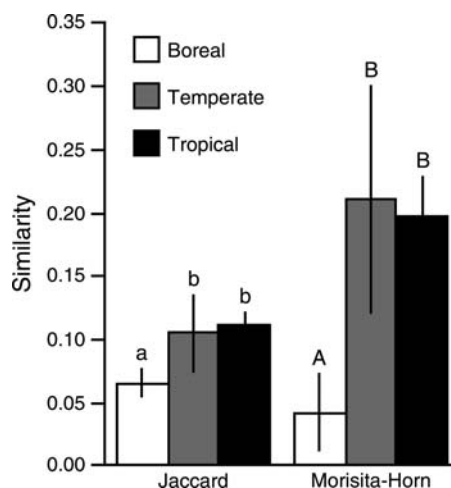 0.35
0.30
0.25
0.20
0.15
0.10
0.05
0.00
Similarity
Boreal
Temperate
Tropical
a
b
b
A
B
B
Jaccard
Morisita-Horn